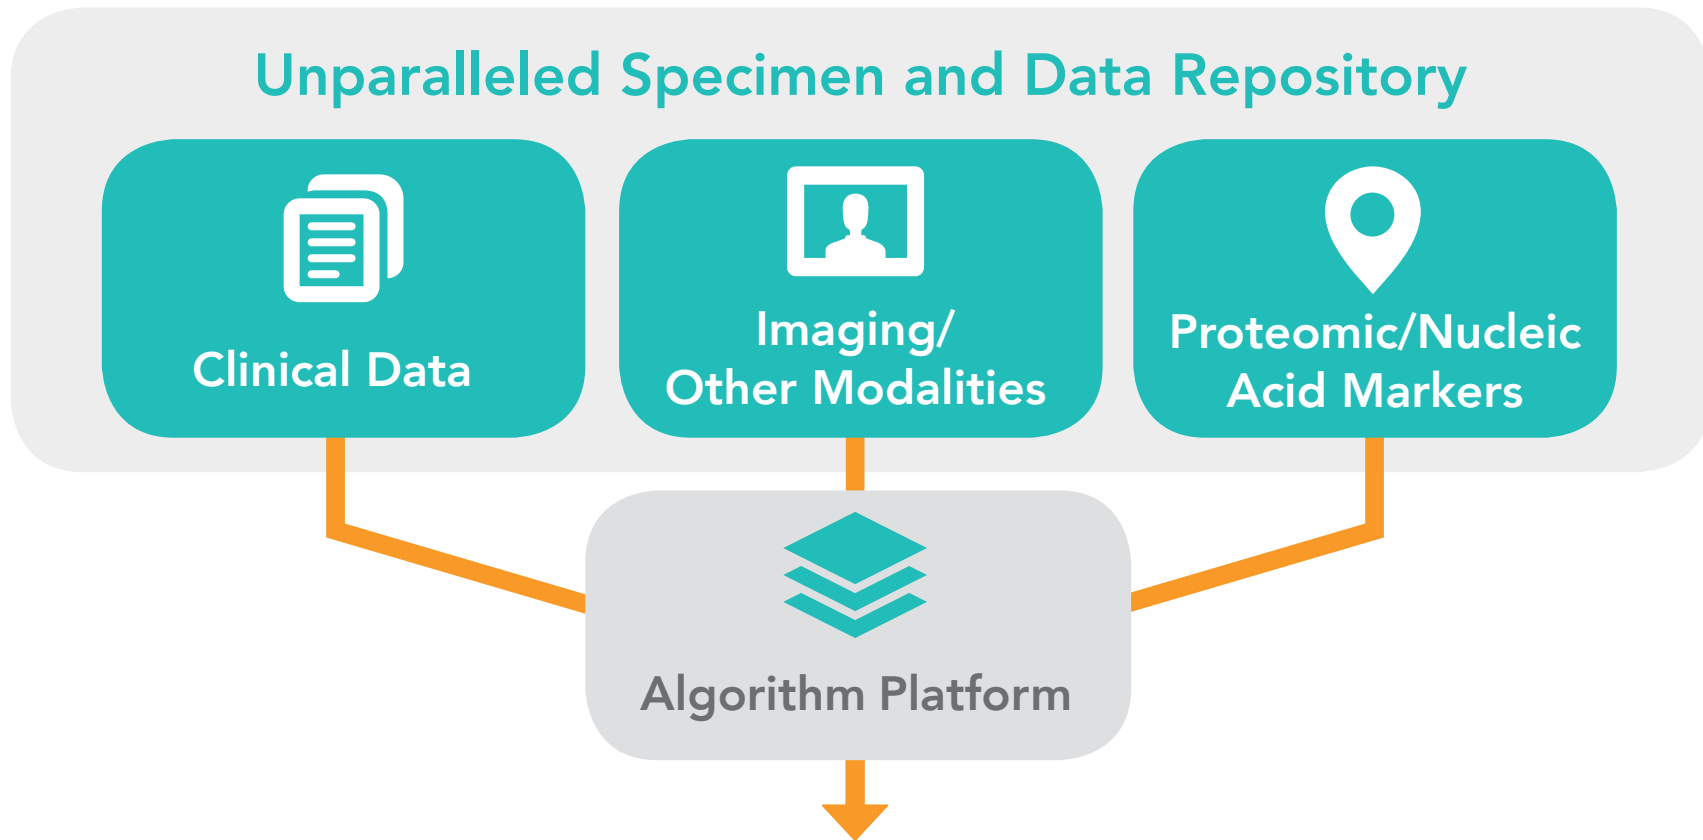 Unparalleled Specimen and Data Repository
Clinical Data
Imaging/
Other Modalities
Proteomic/Nucleic
Acid Markers
Algorithm Platform